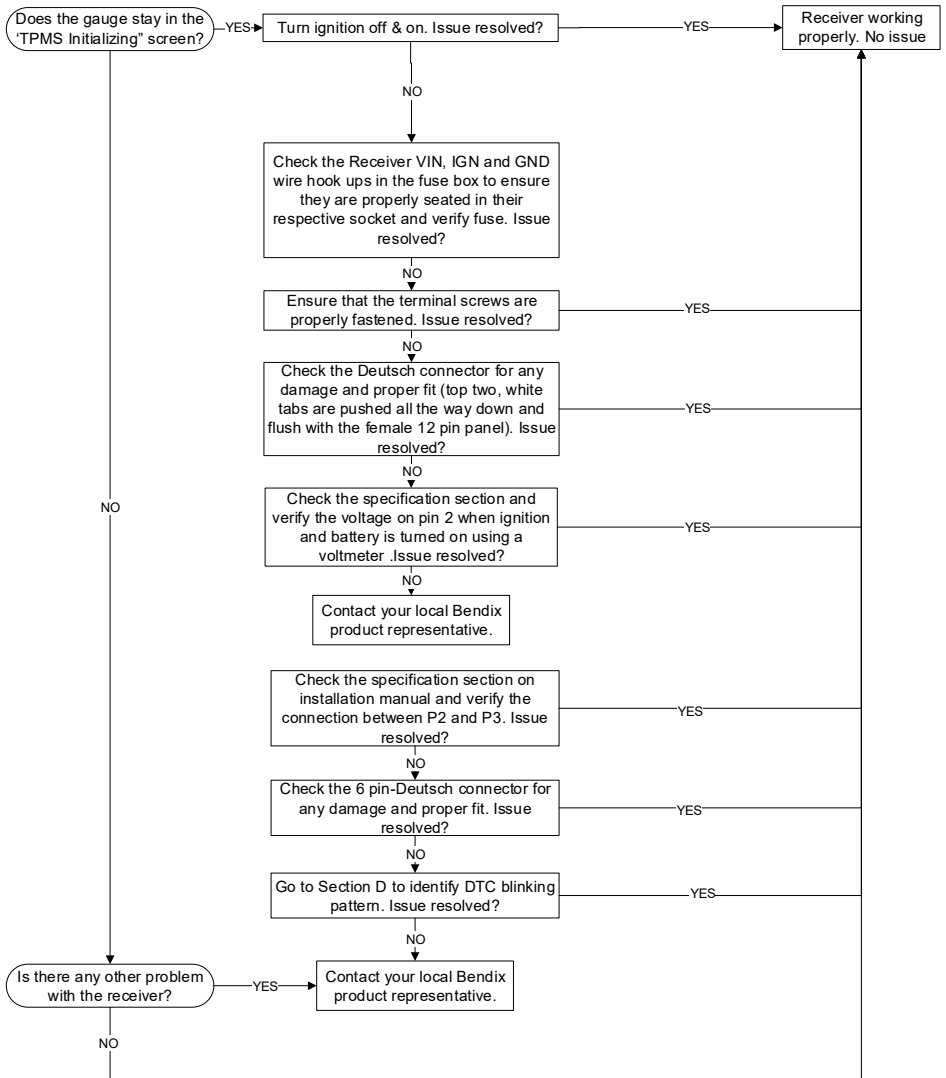 Does the gauge stay in the
‘TPMS Initializing” screen?
YES
Turn ignition off & on. Issue resolved?
YES
Receiver working
properly. No issue
NO
Check the Receiver VIN, IGN and GND
wire hook ups in the fuse box to ensure
they are properly seated in their
respective socket and verify fuse. Issue
resolved?
NO
Ensure that the terminal screws are
properly fastened. Issue resolved?
YES
NO
Check the Deutsch connector for any
damage and proper fit (top two, white
tabs are pushed all the way down and
flush with the female 12 pin panel). Issue
resolved?
YES
NO
Check the specification section and
verify the voltage on pin 2 when ignition
and battery is turned on using a
voltmeter .Issue resolved?
YES
NO
NO
Contact your local Bendix
product representative.
Check the specification section on
installation manual and verify the
connection between P2 and P3. Issue
resolved?
YES
NO
Check the 6 pin-Deutsch connector for
any damage and proper fit. Issue
resolved?
YES
NO
Go to Section D to identify DTC blinking
pattern. Issue resolved?
YES
NO
Is there any other problem
with the receiver?
YES
Contact your local Bendix
product representative.
NO